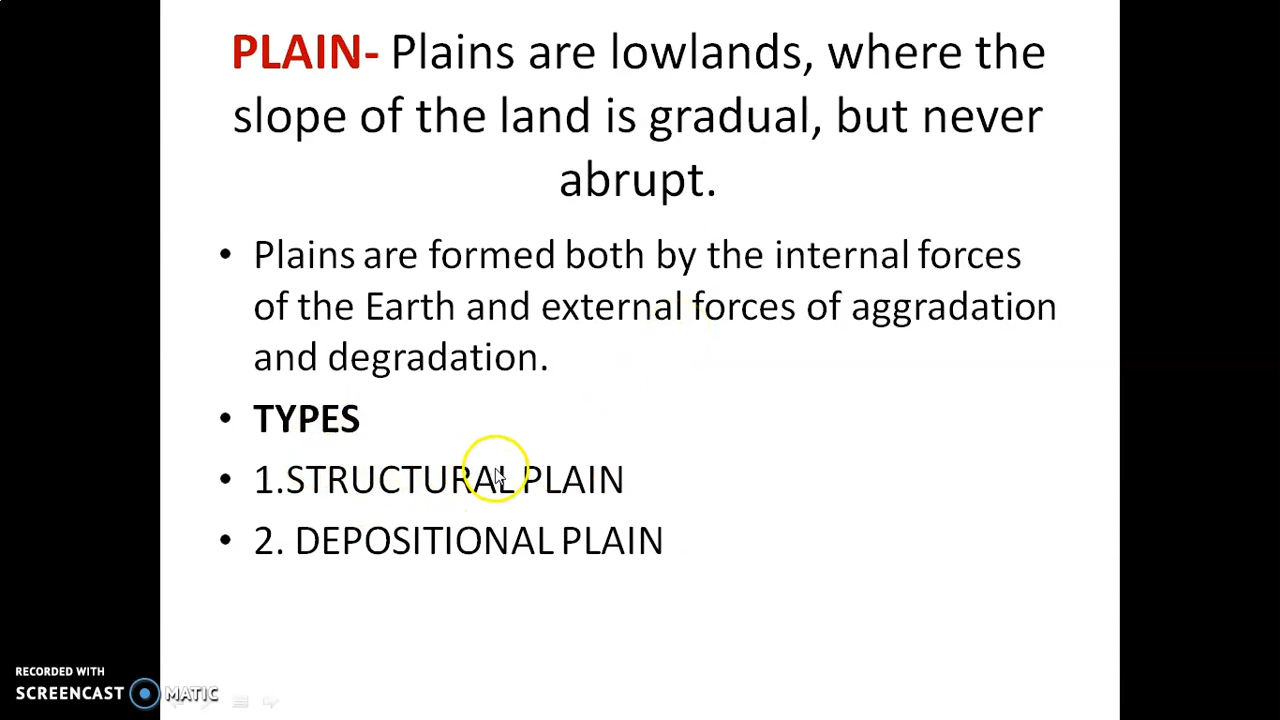 PLAIN- Plains are lowlands, where the
slope of the land is gradual, but never
abrupt.
• Plains are formed both by the internal forces
of the Earth and external forces of aggradation
and degradation.
• TYPES
• 1.STRUCTURAL PLAIN
• 2. DEPOSITIONAL PLAIN
RECORDED WITH
SCREENCAST MATIC